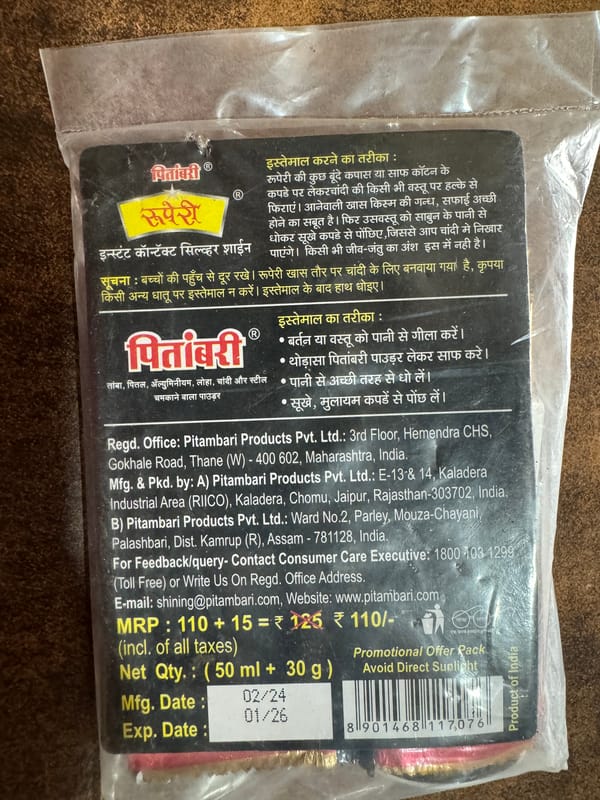 पितांबरी ®
रूपेरी ®
इन्स्टंट कॉन्टॅक्ट सिल्व्हर शाईन
इस्तेमाल करने का तरीका :
रूपेरी की कुछ बूंदे कपास या साफ कॉटन के
कपडे पर लेकरचांदी की किसी भी वस्तू पर हल्के से
फिराएं। आनेवाली खास किस्म की गन्ध, सफाई अच्छी
होने का सबूत है। फिर उसवस्तू को साबुन के पानी से
धोकर सूखे कपडे से पोंछिए,जिससे आप चांदी मे निखार
पाएंगे। किसी भी जीव-जंतु का अंश इस में नही है।
सूचना : बच्चों की पहुँच से दूर रखे। रूपेरी खास तौर पर चांदी के लिए बनवाया गया है, कृपया
किसी अन्य धातू पर इस्तेमाल न करें। इस्तेमाल के बाद हाथ धोइए।
पितांबरी ®
तांबा, पितल, ॲल्युमिनीयम, लोहा, चांदी और स्टील
चमकाने वाला पाउडर
इस्तेमाल का तरीका :
• बर्तन या वस्तू को पानी से गीला करें।
• थोड़ासा पितांबरी पाउड़र लेकर साफ करे।
• पानी से अच्छी तरह से धो लें।
• सूखे, मुलायम कपडें से पोंछ लें।
Regd. Office: Pitambari Products Pvt. Ltd.: 3rd Floor, Hemendra CHS,
Gokhale Road, Thane (W) - 400 602, Maharashtra, India.
Mfg. & Pkd. by: A) Pitambari Products Pvt. Ltd.: E-13 & 14, Kaladera
Industrial Area (RIICO), Kaladera, Chomu, Jaipur, Rajasthan-303702, India.
B) Pitambari Products Pvt. Ltd.: Ward No.2, Parley, Mouza-Chayani,
Palashbari, Dist. Kamrup (R), Assam - 781128, India.
For Feedback/query- Contact Consumer Care Executive: 1800 103 1299
(Toll Free) or Write Us On Regd. Office Address.
E-mail: shining@pitambari.com, Website: www.pitambari.com
MRP : 110 + 15 = ₹ 125 ₹ 110/-
(incl. of all taxes)
Net Qty. : ( 50 ml + 30 g )
Promotional Offer Pack
Avoid Direct Sunlight
Mfg. Date : 02/24
Exp. Date : 01/26
8 901468 117076
Product of India